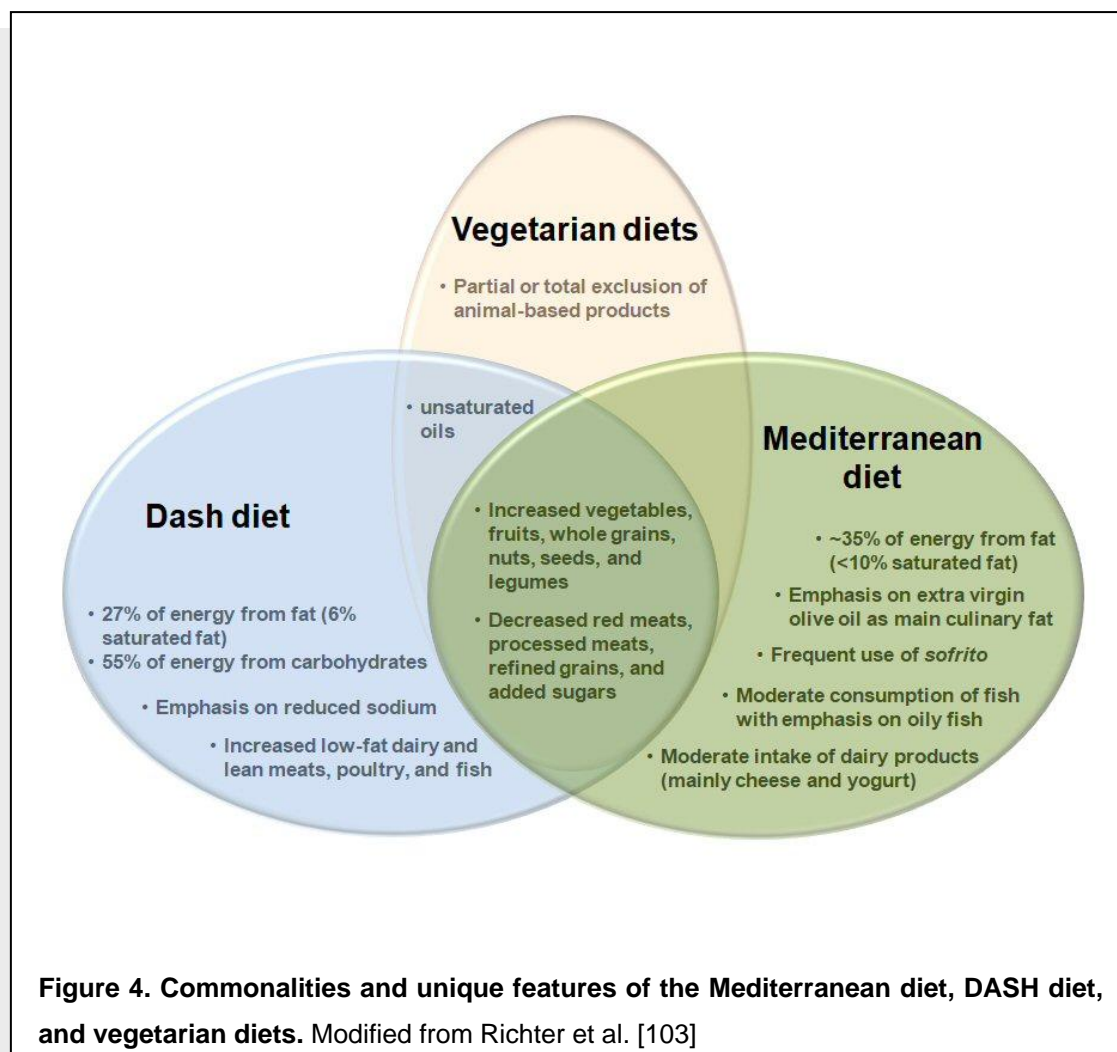 Vegetarian diets
• Partial or total exclusion of
animal-based products
• unsaturated
oils
Dash diet
• 27% of energy from fat (6%
saturated fat)
• 55% of energy from carbohydrates
• Emphasis on reduced sodium
• Increased low-fat dairy and
lean meats, poultry, and fish
• Increased vegetables,
fruits, whole grains,
nuts, seeds, and
legumes
• Decreased red meats,
processed meats,
refined grains, and
added sugars
Mediterranean
diet
• ~35% of energy from fat
(<10% saturated fat)
• Emphasis on extra virgin
olive oil as main culinary fat
• Frequent use of sofrito
• Moderate consumption of fish
with emphasis on oily fish
• Moderate intake of dairy products
(mainly cheese and yogurt)
Figure 4. Commonalities and unique features of the Mediterranean diet, DASH diet,
and vegetarian diets. Modified from Richter et al. [103]